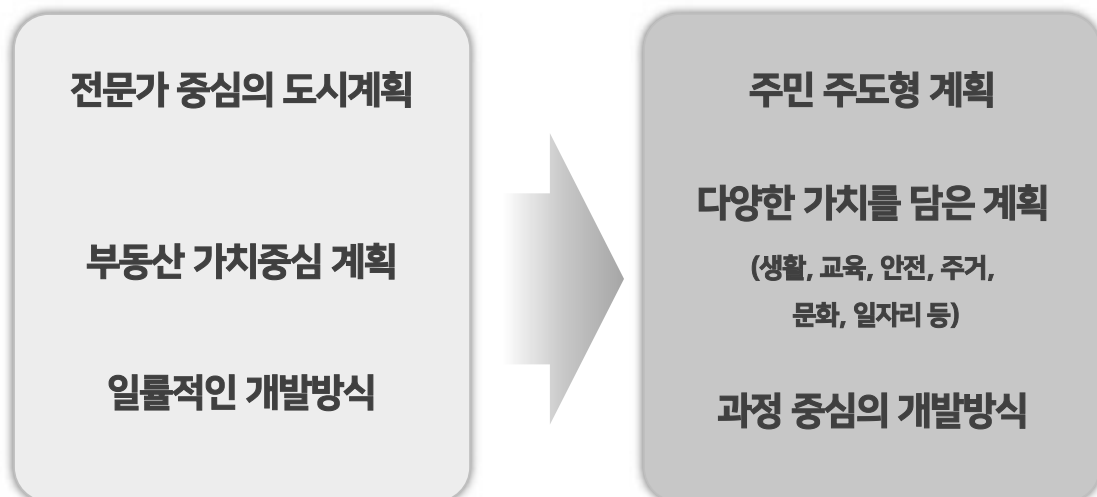 전문가 중심의 도시계획
부동산 가치중심 계획
일률적인 개발방식
주민 주도형 계획
다양한 가치를 담은 계획
(생활, 교육, 안전, 주거,
문화, 일자리 등)
과정 중심의 개발방식